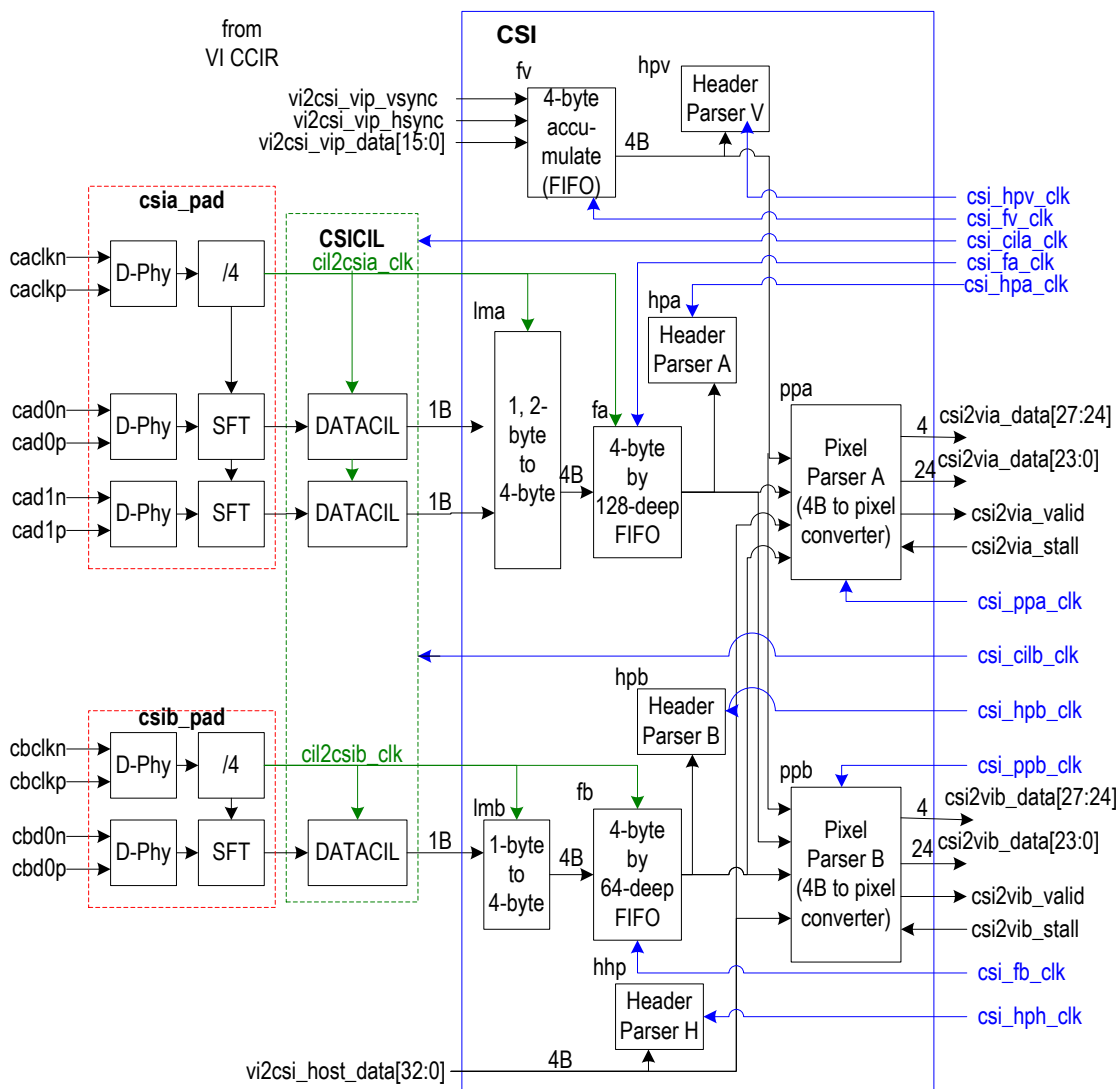 from
VI CCIR
CSI
fv
hpv
vi2csi_vip_vsync
vi2csi_vip_hsync
vi2csi_vip_data[15:0]
4-byte
accu-
mulate
(FIFO)
4B
Header
Parser V
csi_hpv_clk
csi_fv_clk
csi_cila_clk
csi_fa_clk
csi_hpa_clk
csia_pad
CSICIL
cil2csia_clk
caclkn
caclkp
D-Phy
/4
lma
hpa
Header
Parser A
cad0n
cad0p
D-Phy
SFT
DATACIL
1B
cad1n
cad1p
D-Phy
SFT
DATACIL
1B
1, 2-
byte
to
4-byte
4B
fa
4-byte
by
128-deep
FIFO
ppa
Pixel
Parser A
(4B to pixel
converter)
4
csi2via_data[27:24]
24
csi2via_data[23:0]
csi2via_valid
csi2via_stall
csi_ppa_clk
csi_cilb_clk
hpb
Header
Parser B
csi_hpb_clk
csib_pad
cil2csib_clk
cbclkn
cbclkp
D-Phy
/4
cbd0n
cbd0p
D-Phy
SFT
DATACIL
1B
lmb
1-byte
to
4-byte
4B
fb
4-byte
by
64-deep
FIFO
ppb
csi_ppb_clk
Pixel
Parser B
(4B to pixel
converter)
4
csi2vib_data[27:24]
24
csi2vib_data[23:0]
csi2vib_valid
csi2vib_stall
csi_fb_clk
hhp
Header
Parser H
csi_hph_clk
vi2csi_host_data[32:0]
4B